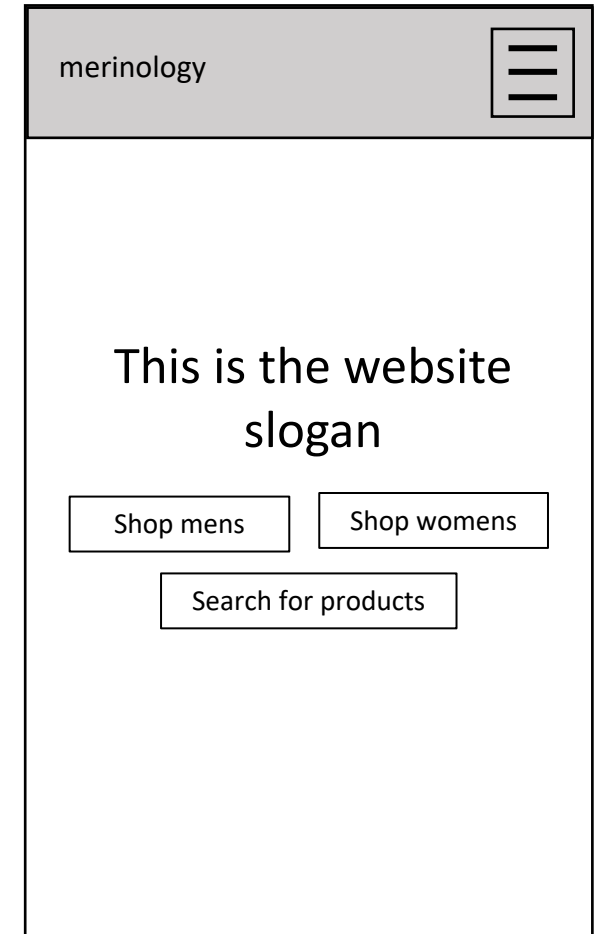 merinology
This is the website
slogan
Shop mens
Shop womens
Search for products